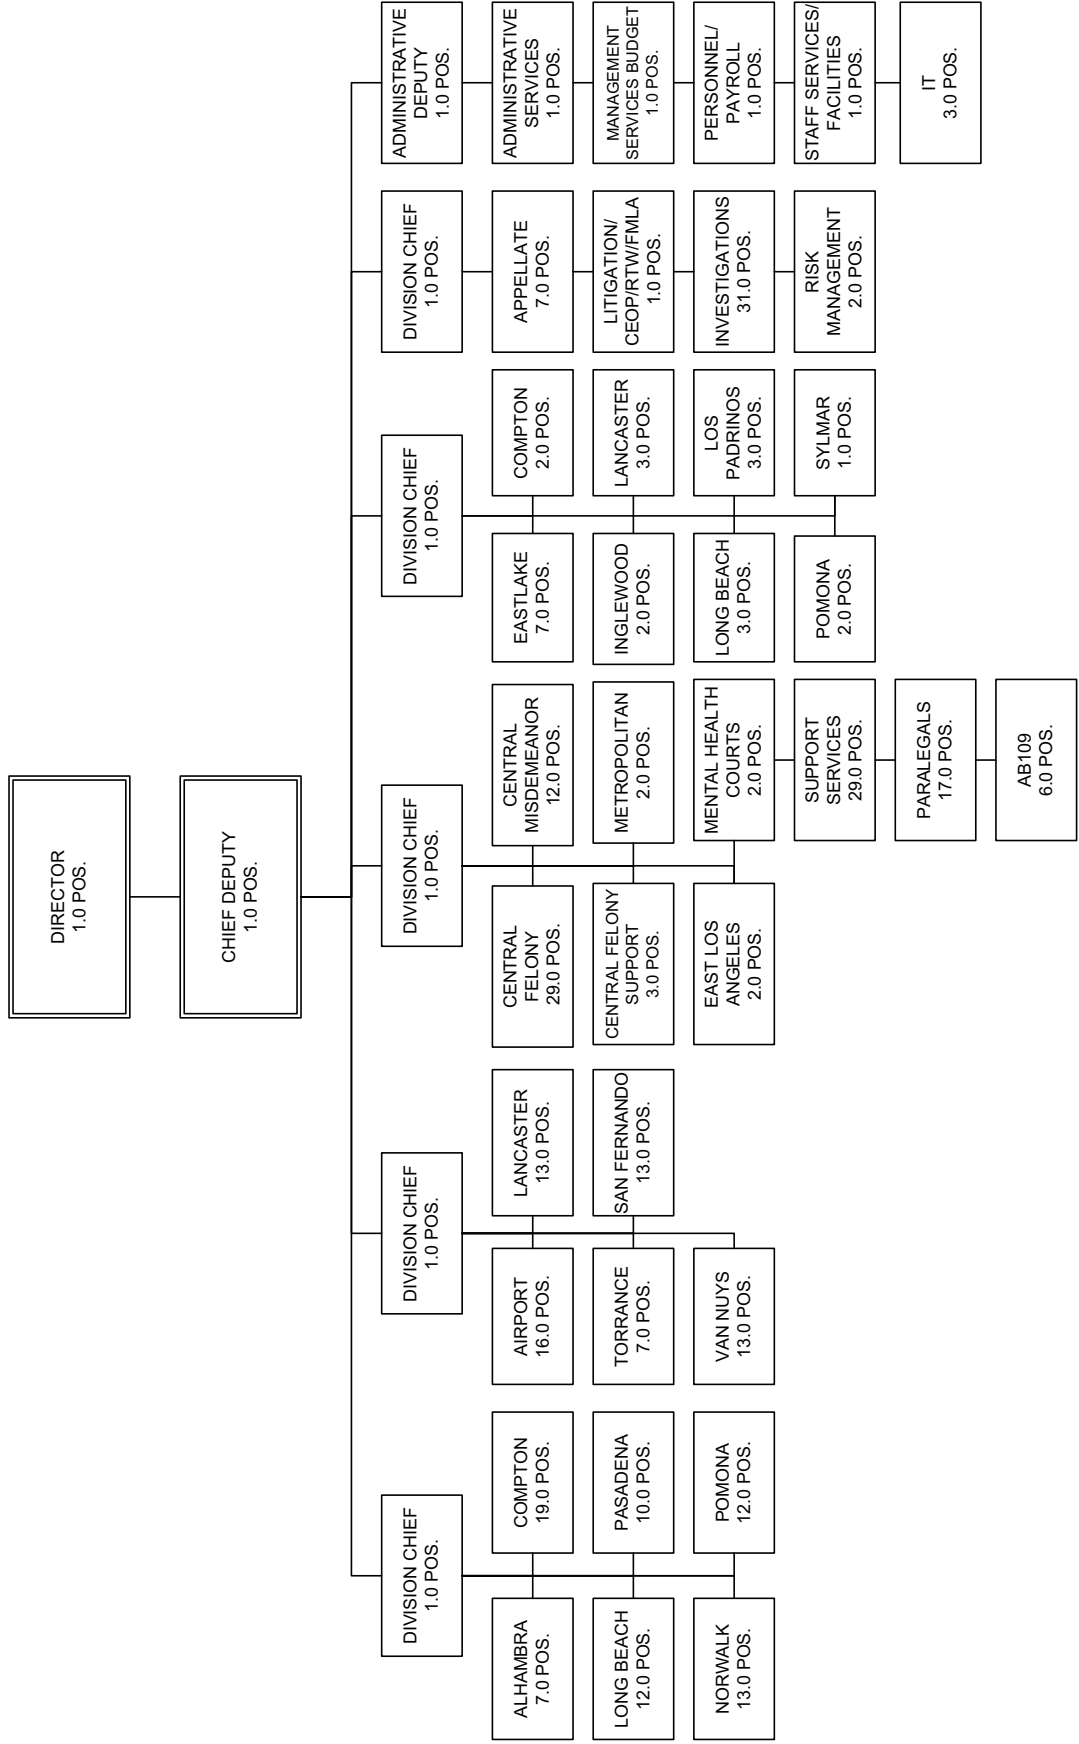 DIRECTOR
1.0 POS.
CHIEF DEPUTY
1.0 POS.
DIVISION CHIEF
1.0 POS.
ALHAMBRA
7.0 POS.
COMPTON
19.0 POS.
LONG BEACH
12.0 POS.
PASADENA
10.0 POS.
NORWALK
13.0 POS.
POMONA
12.0 POS.
DIVISION CHIEF
1.0 POS.
AIRPORT
16.0 POS.
LANCASTER
13.0 POS.
TORRANCE
7.0 POS.
SAN FERNANDO
13.0 POS.
VAN NUYS
13.0 POS.
DIVISION CHIEF
1.0 POS.
CENTRAL
FELONY
29.0 POS.
CENTRAL
MISDEMEANOR
12.0 POS.
CENTRAL FELONY
SUPPORT
3.0 POS.
METROPOLITAN
2.0 POS.
EAST LOS
ANGELES
2.0 POS.
MENTAL HEALTH
COURTS
2.0 POS.
SUPPORT
SERVICES
29.0 POS.
PARALEGALS
17.0 POS.
AB109
6.0 POS.
DIVISION CHIEF
1.0 POS.
EASTLAKE
7.0 POS.
COMPTON
2.0 POS.
INGLEWOOD
2.0 POS.
LANCASTER
3.0 POS.
LONG BEACH
3.0 POS.
LOS
PADRINOS
3.0 POS.
POMONA
2.0 POS.
SYLMAR
1.0 POS.
DIVISION CHIEF
1.0 POS.
APPELLATE
7.0 POS.
LITIGATION/
CEOP/RTW/FMLA
1.0 POS.
INVESTIGATIONS
31.0 POS.
RISK
MANAGEMENT
2.0 POS.
ADMINISTRATIVE
DEPUTY
1.0 POS.
ADMINISTRATIVE
SERVICES
1.0 POS.
MANAGEMENT
SERVICES BUDGET
1.0 POS.
PERSONNEL/
PAYROLL
1.0 POS.
STAFF SERVICES/
FACILITIES
1.0 POS.
IT
3.0 POS.